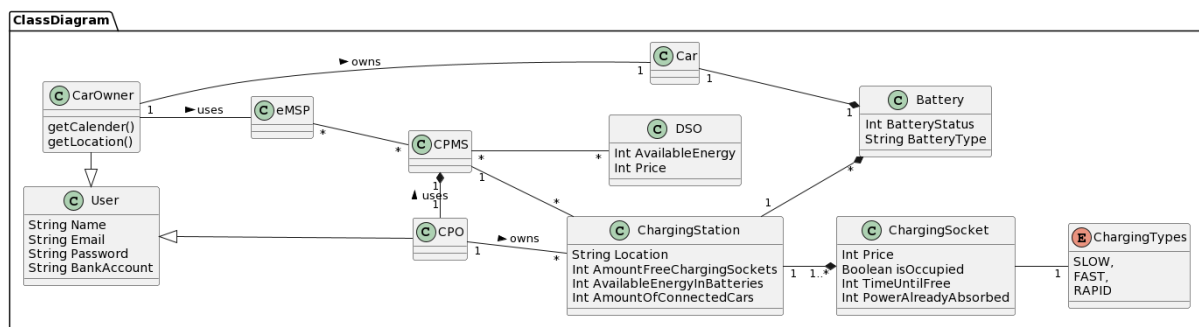 ClassDiagram
C CarOwner
getCalender()
getLocation()
1
► owns
1
C Car
1
► uses
C eMSP
*
*
C CPMS
*
*
1
*
C DSO
Int AvailableEnergy
Int Price
C Battery
Int BatteryStatus
String BatteryType
1
*
1
C User
String Name
String Email
String Password
String BankAccount
1
▲ uses
1
C CPO
1
► owns
*
C ChargingStation
String Location
Int AmountFreeChargingSockets
Int AvailableEnergyInBatteries
Int AmountOfConnectedCars
1
1..*
C ChargingSocket
Int Price
Boolean isOccupied
Int TimeUntilFree
Int PowerAlreadyAbsorbed
1
E ChargingTypes
SLOW,
FAST,
RAPID